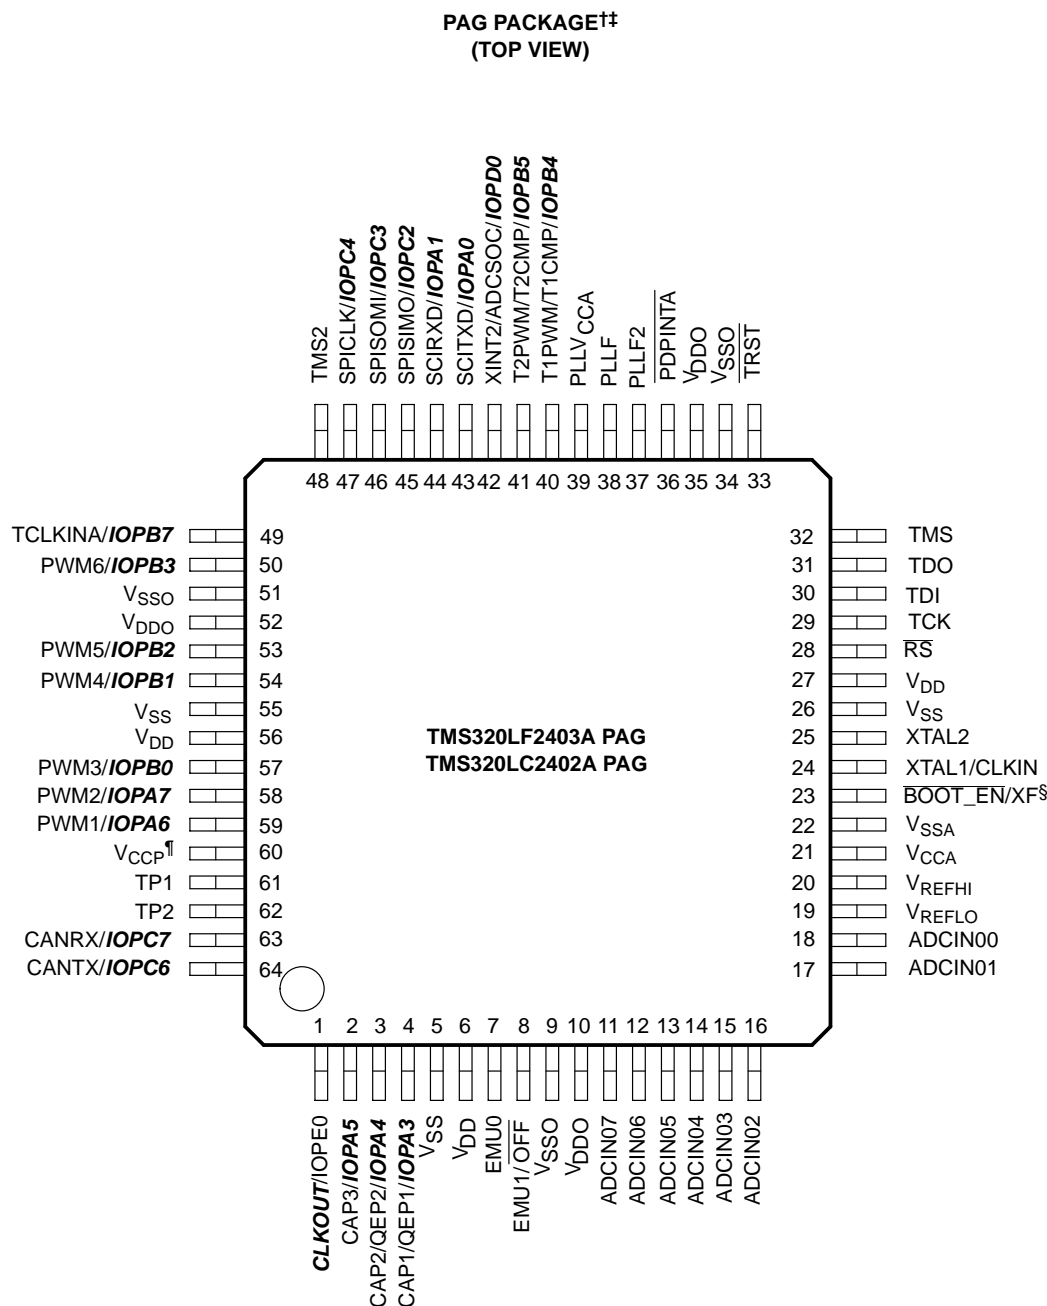 PAG PACKAGE†‡
(TOP VIEW)
TMS2
SPICLK/IOPC4
SPISOMI/IOPC3
SPISIMO/IOPC2
SCIRXD/IOPA1
SCITXD/IOPA0
XINT2/ADCSOC/IOPD0
T2PWM/T2CMP/IOPB5
T1PWM/T1CMP/IOPB4
PLLVCCA
PLLF
PLLF2
PDPINTA
VDDO
VSSO
TRST
48 47 46 45 44 43 42 41 40 39 38 37 36 35 34 33
TCLKINA/IOPB7 49
PWM6/IOPB3 50
VSSO 51
VDDO 52
PWM5/IOPB2 53
PWM4/IOPB1 54
VSS 55
VDD 56
PWM3/IOPB0 57
PWM2/IOPA7 58
PWM1/IOPA6 59
VCCP¶ 60
TP1 61
TP2 62
CANRX/IOPC7 63
CANTX/IOPC6 64
TMS320LF2403A PAG
TMS320LC2402A PAG
32 TMS
31 TDO
30 TDI
29 TCK
28 RS
27 VDD
26 VSS
25 XTAL2
24 XTAL1/CLKIN
23 BOOT_EN/XF§
22 VSSA
21 VCCA
20 VREFHI
19 VREFLO
18 ADCIN00
17 ADCIN01
1 2 3 4 5 6 7 8 9 10 11 12 13 14 15 16
CLKOUT/IOPE0
CAP3/IOPA5
CAP2/QEP2/IOPA4
CAP1/QEP1/IOPA3
VSS
VDD
EMU0
EMU1/OFF
VSSO
VDDO
ADCIN07
ADCIN06
ADCIN05
ADCIN04
ADCIN03
ADCIN02